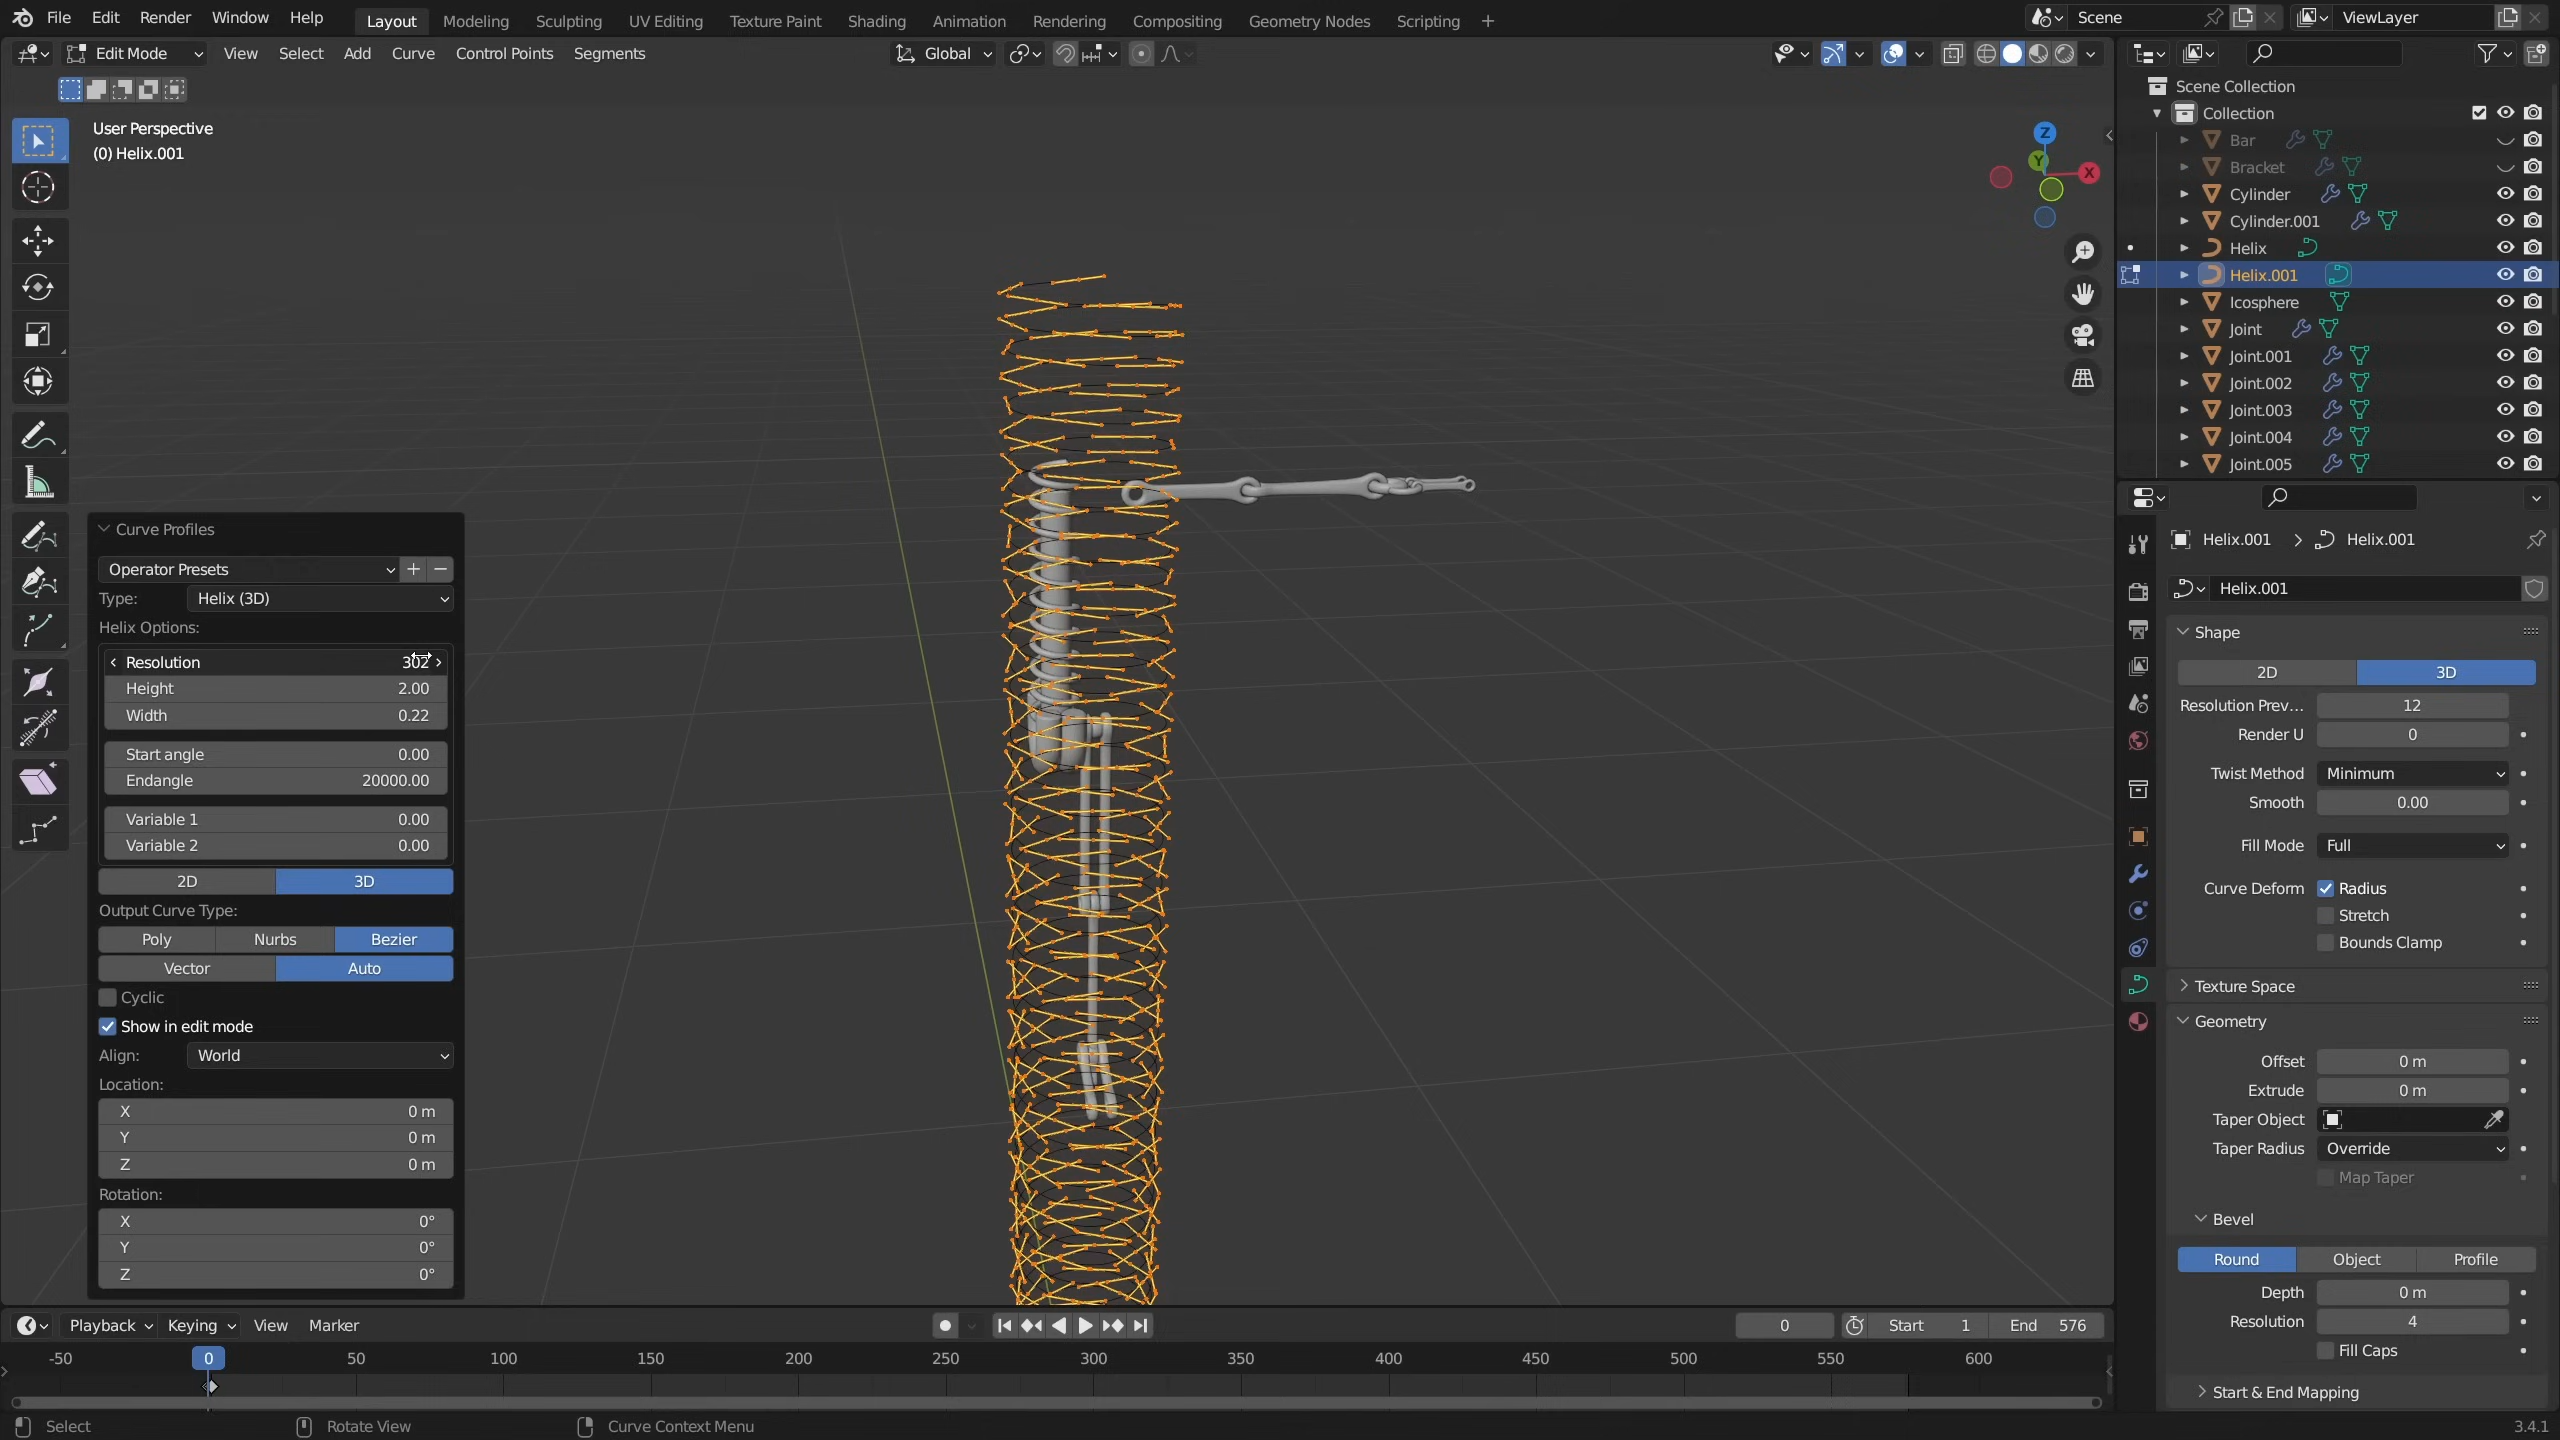 File Edit Render Window Help Layout Modeling Sculpting UV Editing Texture Paint Shading Animation Rendering Compositing Geometry Nodes Scripting + Scene ViewLayer
Edit Mode View Select Add Curve Control Points Segments Global
User Perspective
(0) Helix.001
Z
Y
X
Curve Profiles
Operator Presets
Type: Helix (3D)
Helix Options:
Resolution 302
Height 2.00
Width 0.22
Start angle 0.00
Endangle 20000.00
Variable 1 0.00
Variable 2 0.00
2D 3D
Output Curve Type:
Poly Nurbs Bezier
Vector Auto
Cyclic
Show in edit mode
Align: World
Location:
X 0 m
Y 0 m
Z 0 m
Rotation:
X 0°
Y 0°
Z 0°
Scene Collection
Collection
Bar
Bracket
Cylinder
Cylinder.001
Helix
Helix.001
Icosphere
Joint
Joint.001
Joint.002
Joint.003
Joint.004
Joint.005
Helix.001 > Helix.001
Helix.001
Shape
2D 3D
Resolution Prev... 12
Render U 0
Twist Method Minimum
Smooth 0.00
Fill Mode Full
Curve Deform Radius
Stretch
Bounds Clamp
Texture Space
Geometry
Offset 0 m
Extrude 0 m
Taper Object
Taper Radius Override
Map Taper
Bevel
Round Object Profile
Depth 0 m
Resolution 4
Fill Caps
Start & End Mapping
Playback Keying View Marker 0 Start 1 End 576
-50 0 50 100 150 200 250 300 350 400 450 500 550 600
Select Rotate View Curve Context Menu 3.4.1